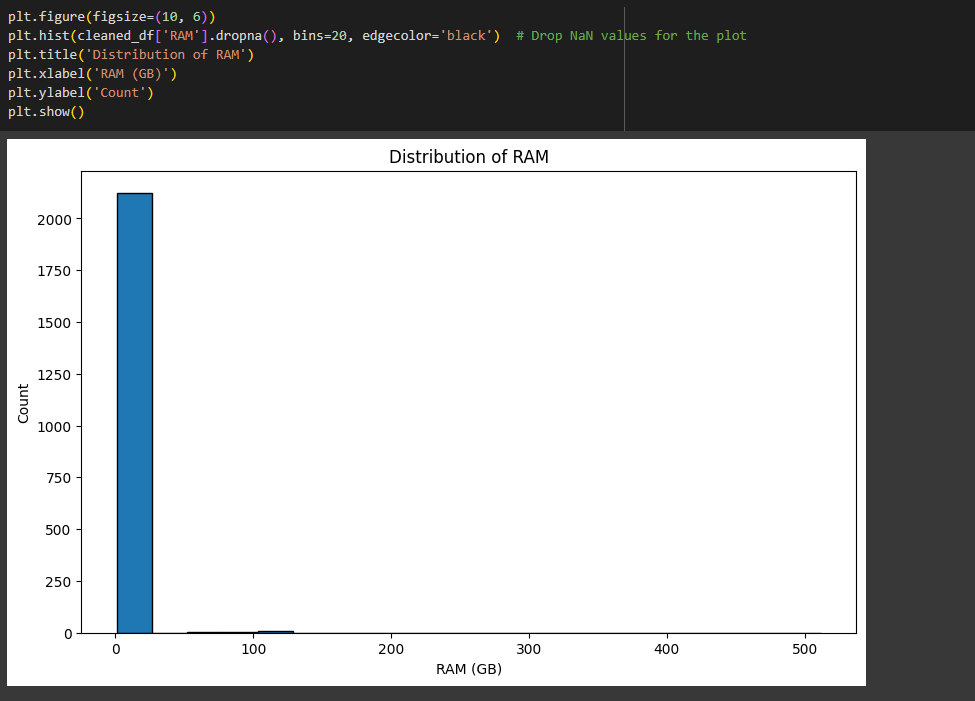 plt.figure(figsize=(10, 6))
plt.hist(cleaned_df['RAM'].dropna(), bins=20, edgecolor='black')  # Drop NaN values for the plot
plt.title('Distribution of RAM')
plt.xlabel('RAM (GB)')
plt.ylabel('Count')
plt.show()
Distribution of RAM
2000
1750
1500
1250
1000
750
500
250
0
Count
0 100 200 300 400 500
RAM (GB)